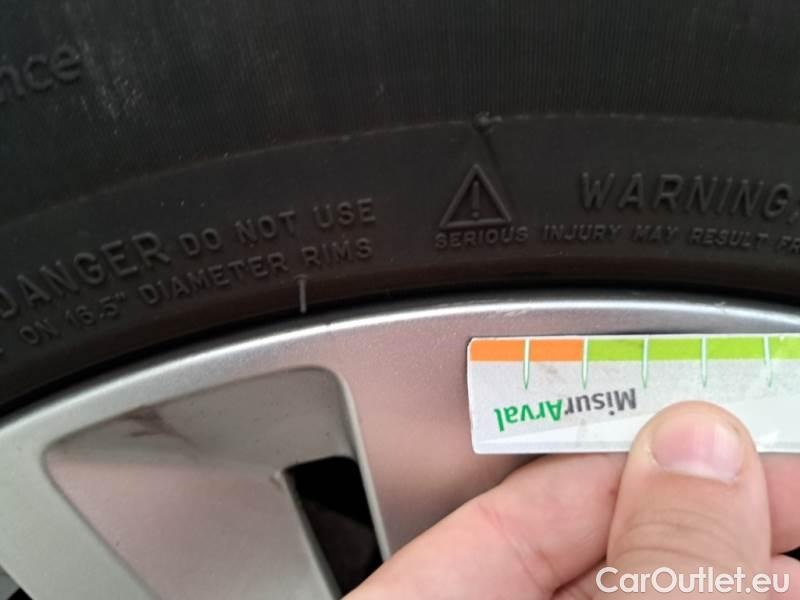 nce
DANGER DO NOT USE
ON 16.5" DIAMETER RIMS
WARNING,
SERIOUS INJURY MAY RESULT FR
MisurArval
CarOutlet.eu